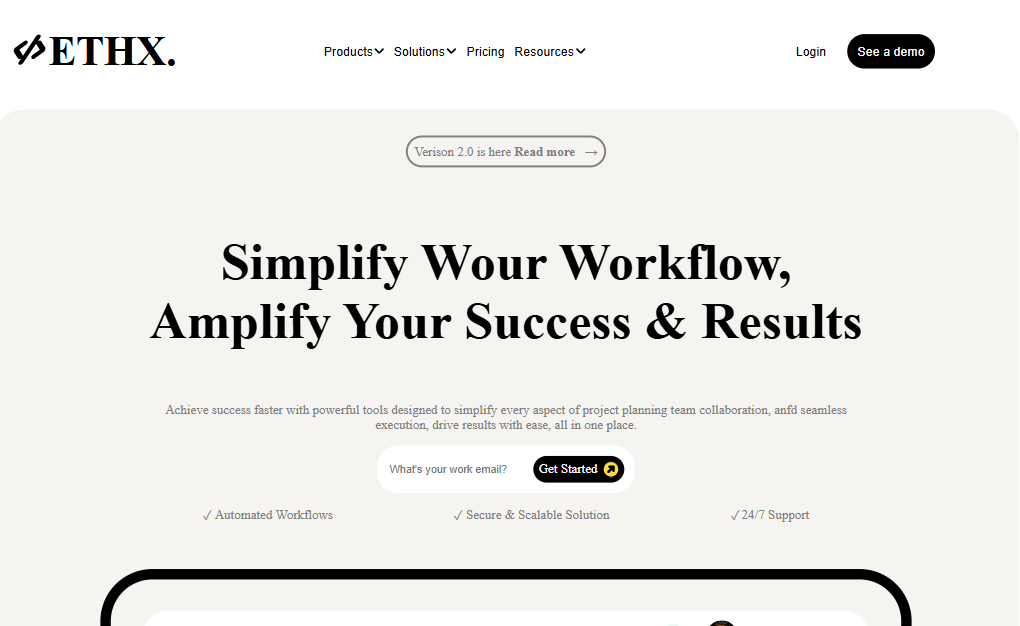 ETHX.
Products Solutions Pricing Resources
Login
See a demo
Verison 2.0 is here Read more →
Simplify Wour Workflow,
Amplify Your Success & Results
Achieve success faster with powerful tools designed to simplify every aspect of project planning team collaboration, anfd seamless
execution, drive results with ease, all in one place.
What's your work email?
Get Started
✓ Automated Workflows
✓ Secure & Scalable Solution
✓ 24/7 Support